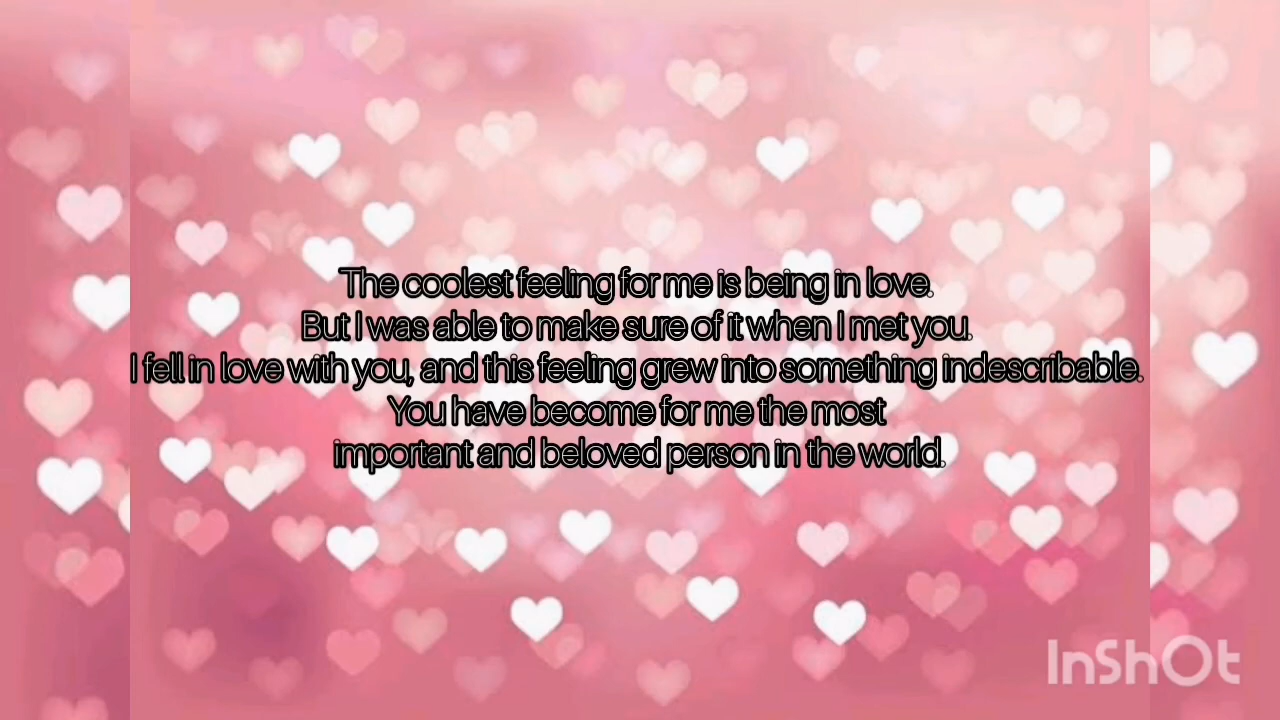 The coolest feeling for me is being in love.
But I was able to make sure of it when I met you.
I fell in love with you, and this feeling grew into something indescribable.
You have become for me the most
important and beloved person in the world.
InShOt